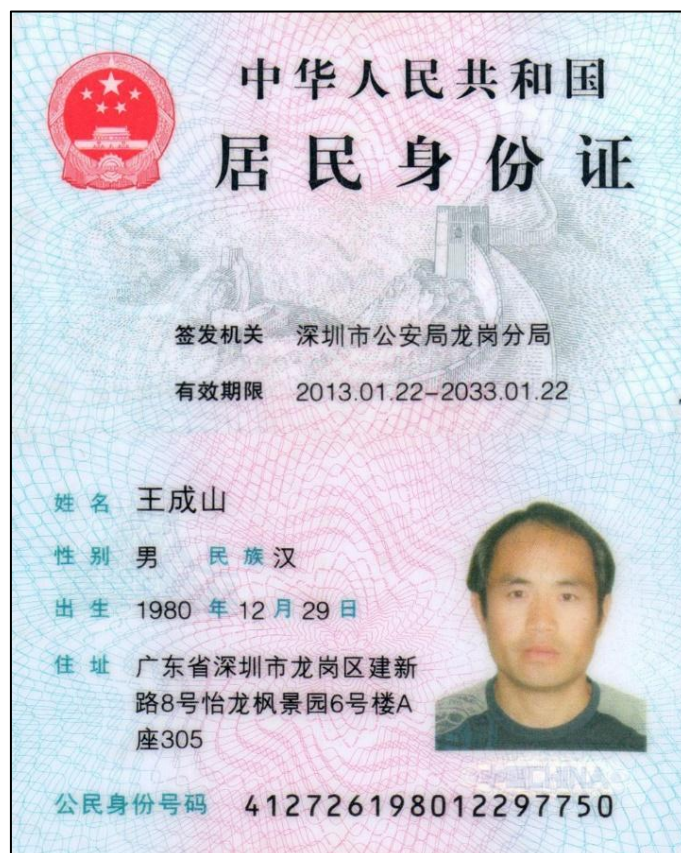 中华人民共和国
居民身份证
签发机关 深圳市公安局龙岗分局
有效期限 2013.01.22-2033.01.22
姓名 王成山
性别 男 民族 汉
出生 1980 年 12 月 29 日
住址 广东省深圳市龙岗区建新
路8号怡龙枫景园6号楼A
座305
CHINA
公民身份号码 412726198012297750